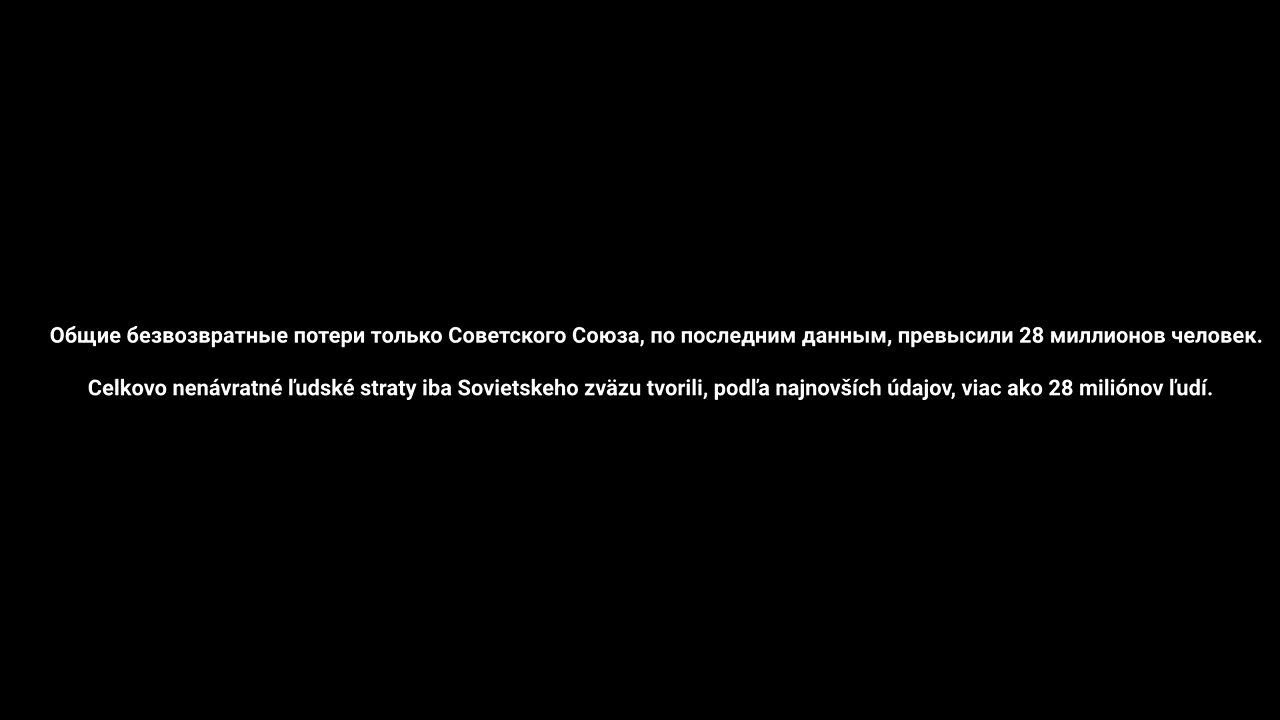 Общие безвозвратные потери только Советского Союза, по последним данным, превысили 28 миллионов человек.
Celkovo nenávratné ľudské straty iba Sovietskeho zväzu tvorili, podľa najnovších údajov, viac ako 28 miliónov ľudí.